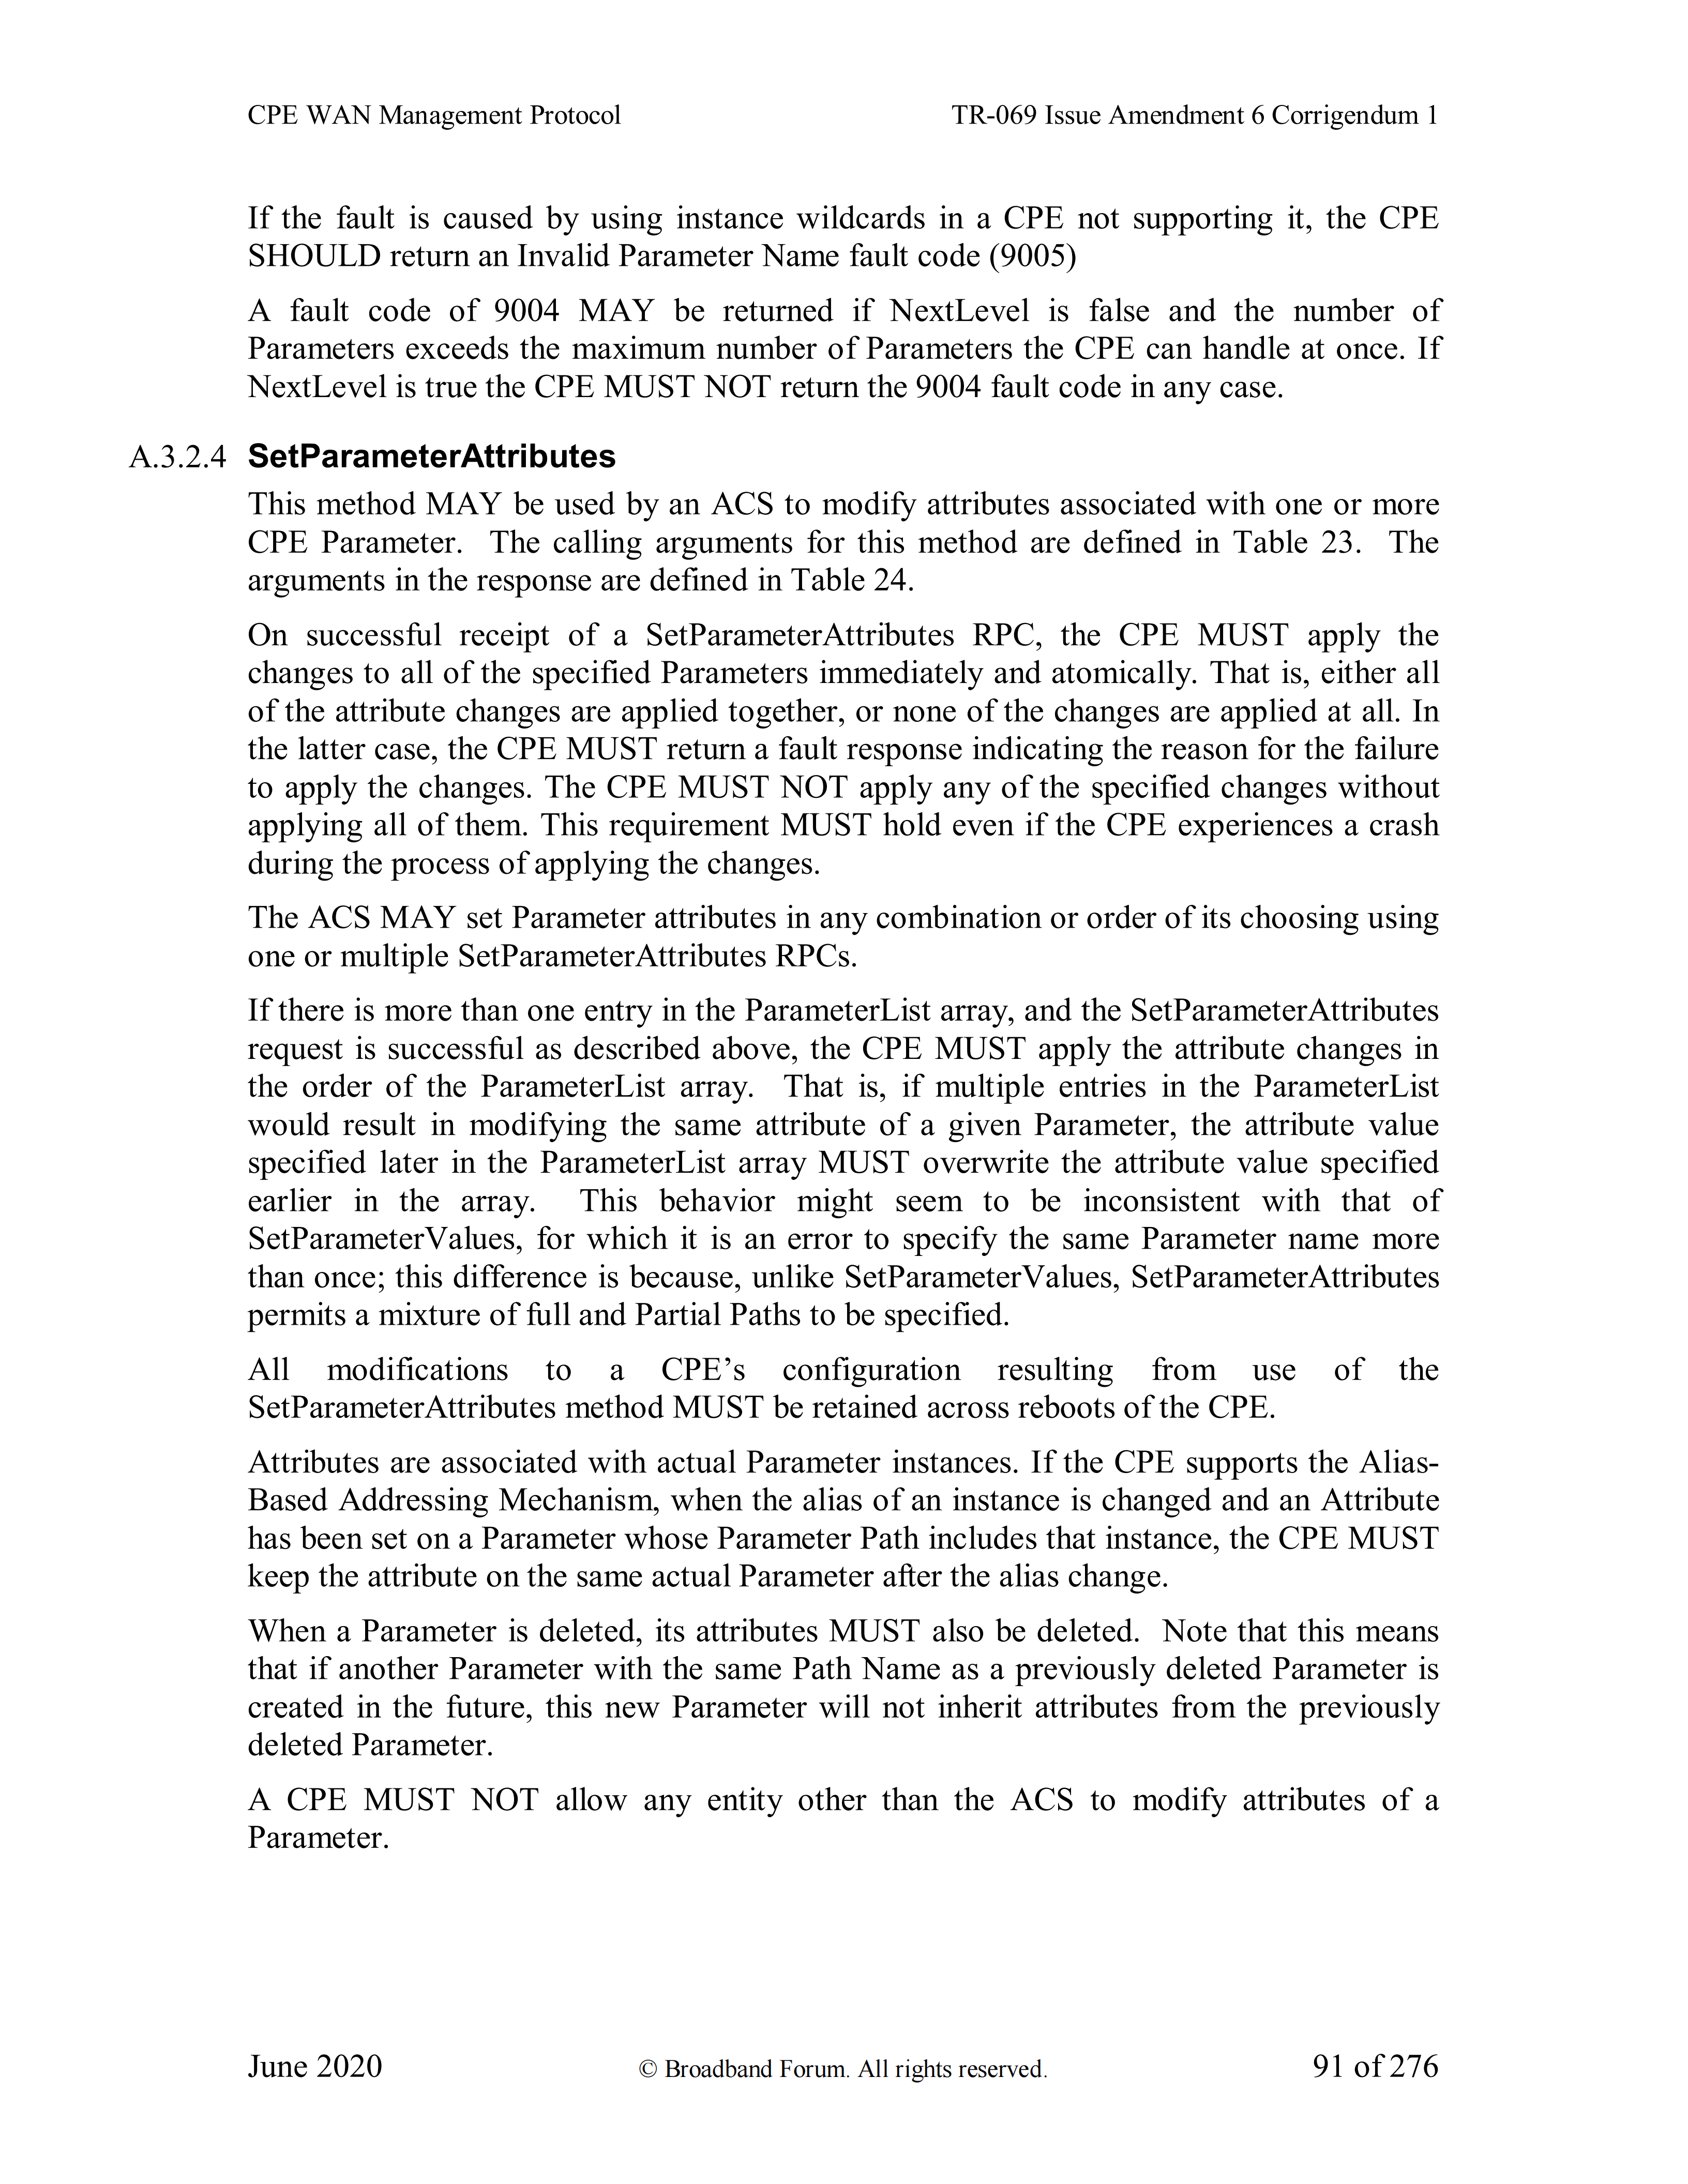 CPE WAN Management Protocol TR-069 Issue Amendment 6 Corrigendum 1
If the fault is caused by using instance wildcards in a CPE not supporting it, the CPE
SHOULD return an Invalid Parameter Name fault code (9005)
A fault code of 9004 MAY be returned if NextLevel is false and the number of
Parameters exceeds the maximum number of Parameters the CPE can handle at once. If
NextLevel is true the CPE MUST NOT return the 9004 fault code in any case.
A.3.2.4 SetParameterAttributes
This method MAY be used by an ACS to modify attributes associated with one or more
CPE Parameter. The calling arguments for this method are defined in Table 23. The
arguments in the response are defined in Table 24.
On successful receipt of a SetParameterAttributes RPC, the CPE MUST apply the
changes to all of the specified Parameters immediately and atomically. That is, either all
of the attribute changes are applied together, or none of the changes are applied at all. In
the latter case, the CPE MUST return a fault response indicating the reason for the failure
to apply the changes. The CPE MUST NOT apply any of the specified changes without
applying all of them. This requirement MUST hold even if the CPE experiences a crash
during the process of applying the changes.
The ACS MAY set Parameter attributes in any combination or order of its choosing using
one or multiple SetParameterAttributes RPCs.
If there is more than one entry in the ParameterList array, and the SetParameterAttributes
request is successful as described above, the CPE MUST apply the attribute changes in
the order of the ParameterList array. That is, if multiple entries in the ParameterList
would result in modifying the same attribute of a given Parameter, the attribute value
specified later in the ParameterList array MUST overwrite the attribute value specified
earlier in the array. This behavior might seem to be inconsistent with that of
SetParameterValues, for which it is an error to specify the same Parameter name more
than once; this difference is because, unlike SetParameterValues, SetParameterAttributes
permits a mixture of full and Partial Paths to be specified.
All modifications to a CPE’s configuration resulting from use of the
SetParameterAttributes method MUST be retained across reboots of the CPE.
Attributes are associated with actual Parameter instances. If the CPE supports the Alias-
Based Addressing Mechanism, when the alias of an instance is changed and an Attribute
has been set on a Parameter whose Parameter Path includes that instance, the CPE MUST
keep the attribute on the same actual Parameter after the alias change.
When a Parameter is deleted, its attributes MUST also be deleted. Note that this means
that if another Parameter with the same Path Name as a previously deleted Parameter is
created in the future, this new Parameter will not inherit attributes from the previously
deleted Parameter.
A CPE MUST NOT allow any entity other than the ACS to modify attributes of a
Parameter.
June 2020 © Broadband Forum. All rights reserved. 91 of 276